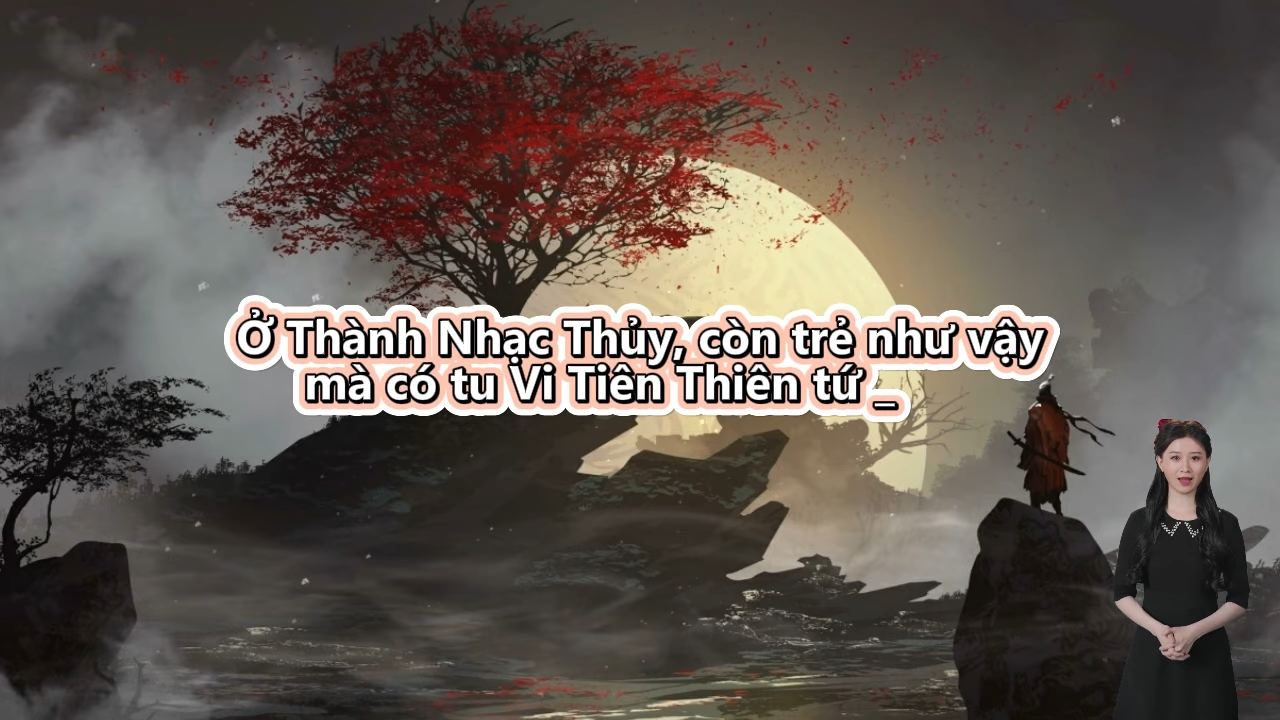 Ở Thành Nhạc Thủy, còn trẻ như vậy
mà có tu Vi Tiên Thiên tứ _